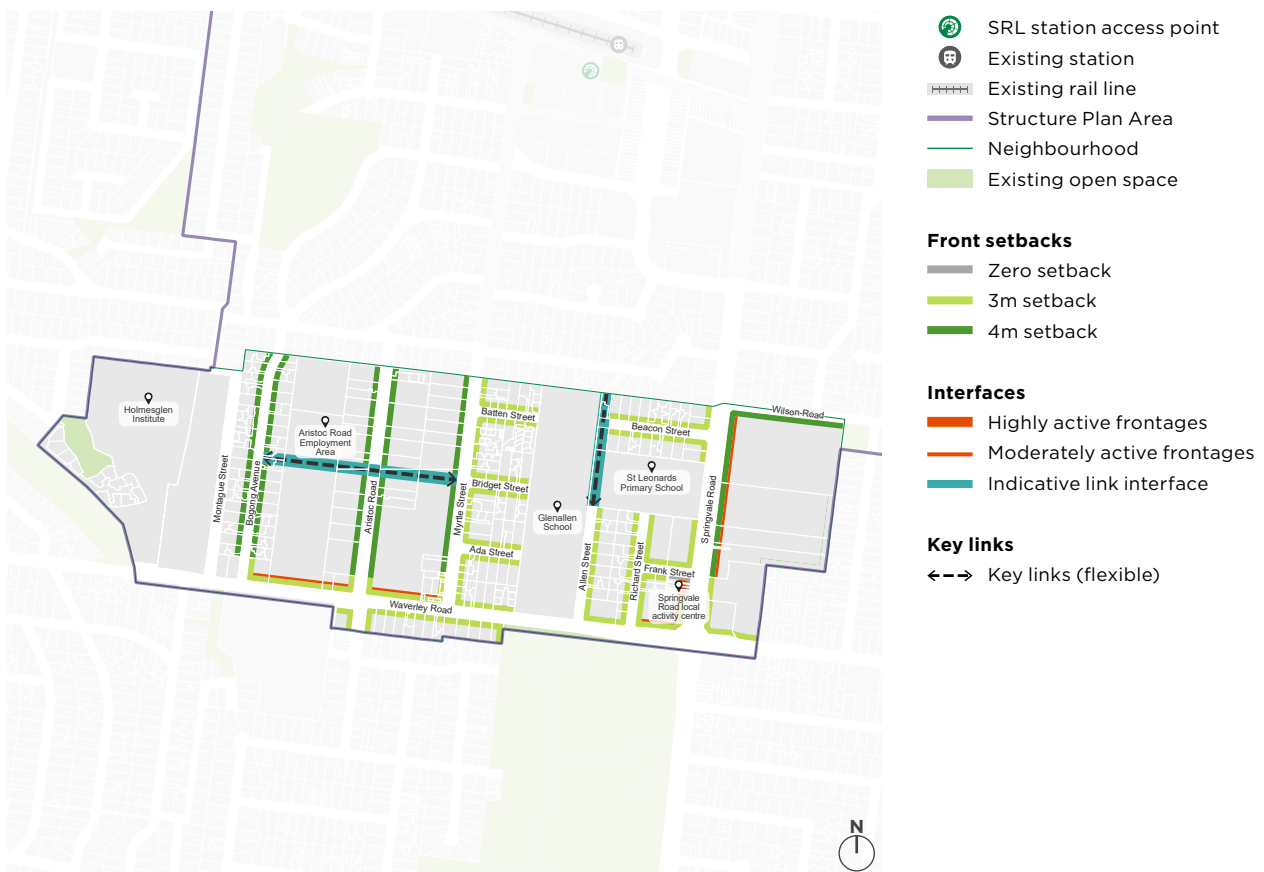 SRL station access point
Existing station
Existing rail line
Structure Plan Area
Neighbourhood
Existing open space
Front setbacks
Zero setback
3m setback
4m setback
Interfaces
Highly active frontages
Moderately active frontages
Indicative link interface
Key links
Key links (flexible)
Holmesglen
Institute
Montague Street
Bogong Avenue
Aristoc Road
Employment
Area
Aristoc Road
Myrtle Street
Batten Street
Bridget Street
Ada Street
Waverley Road
Glenallen
School
Allen Street
Beacon Street
St Leonards
Primary School
Richard Street
Frank Street
Springvale
Road local
activity centre
Springvale Road
Wilson Road
N